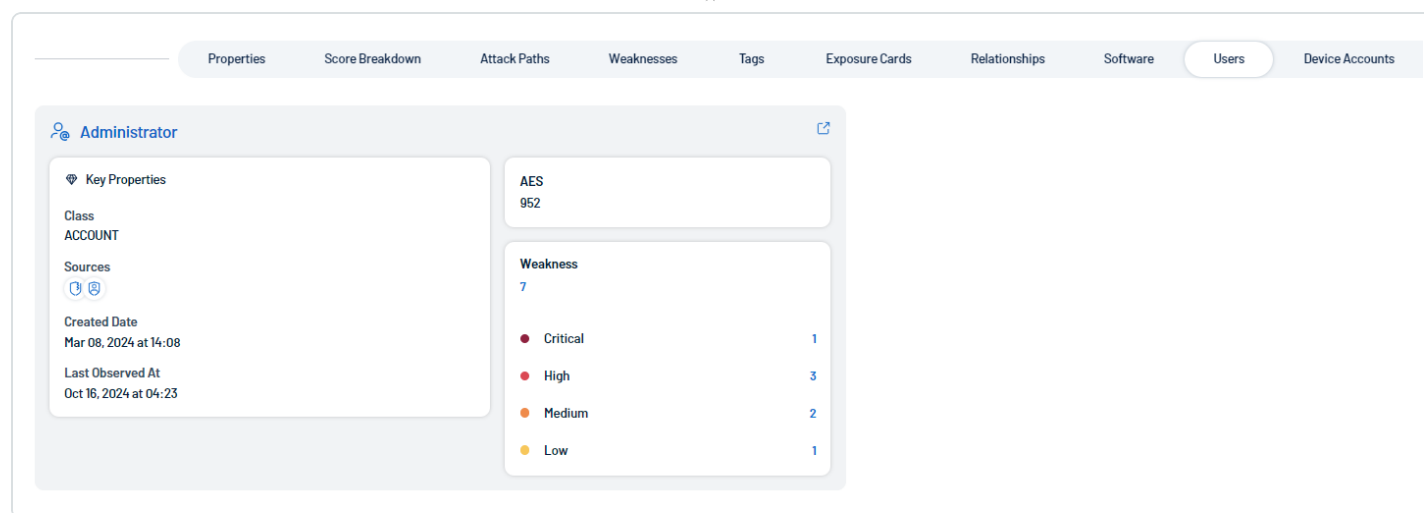 Properties Score Breakdown Attack Paths Weaknesses Tags Exposure Cards Relationships Software Users Device Accounts
Administrator
Key Properties
Class
ACCOUNT
Sources
Created Date
Mar 08, 2024 at 14:08
Last Observed At
Oct 16, 2024 at 04:23
AES
952
Weakness
7
Critical 1
High 3
Medium 2
Low 1